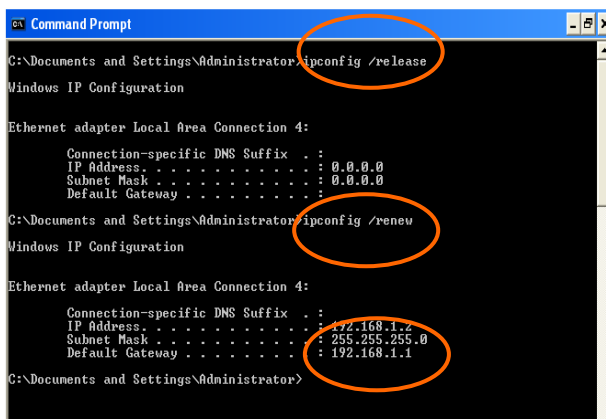 Command Prompt
C:\Documents and Settings\Administrator>ipconfig /release
Windows IP Configuration
Ethernet adapter Local Area Connection 4:
Connection-specific DNS Suffix . :
IP Address. . . . . . . . . . . . : 0.0.0.0
Subnet Mask . . . . . . . . . . . : 0.0.0.0
Default Gateway . . . . . . . . . :
C:\Documents and Settings\Administrator>ipconfig /renew
Windows IP Configuration
Ethernet adapter Local Area Connection 4:
Connection-specific DNS Suffix . :
IP Address. . . . . . . . . . . . : 192.168.1.2
Subnet Mask . . . . . . . . . . . : 255.255.255.0
Default Gateway . . . . . . . . . : 192.168.1.1
C:\Documents and Settings\Administrator>